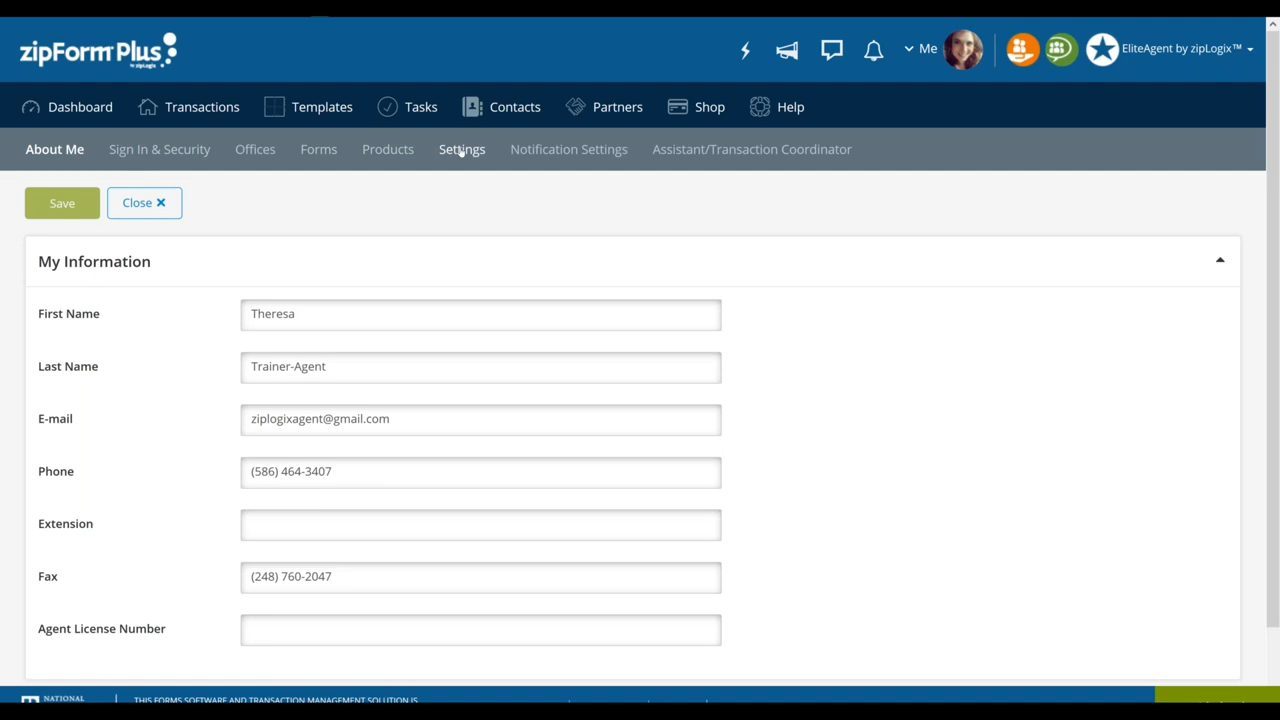 zipForm Plus
by zipLogix
Me
EliteAgent by zipLogix™
Dashboard
Transactions
Templates
Tasks
Contacts
Partners
Shop
Help
About Me
Sign In & Security
Offices
Forms
Products
Settings
Notification Settings
Assistant/Transaction Coordinator
Save
Close ×
My Information
First Name
Theresa
Last Name
Trainer-Agent
E-mail
ziplogixagent@gmail.com
Phone
(586) 464-3407
Extension
Fax
(248) 760-2047
Agent License Number
NATIONAL
THIS FORMS SOFTWARE AND TRANSACTION MANAGEMENT SOLUTION IS